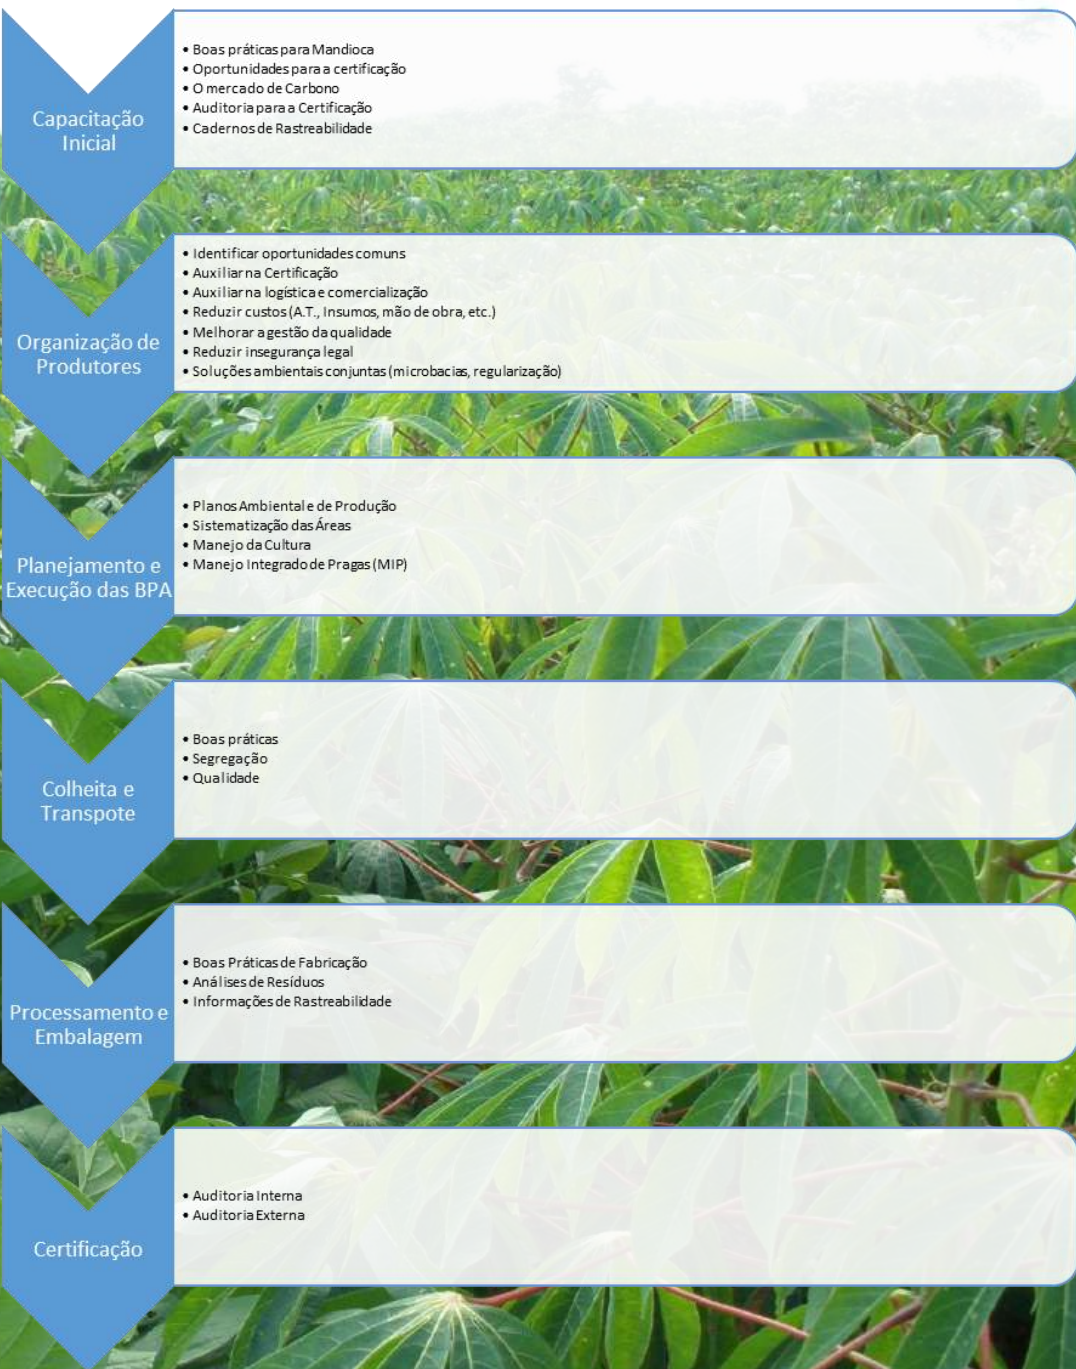 Capacitação
Inicial
• Boas práticas para Mandioca
• Oportunidades para a certificação
• O mercado de Carbono
• Auditoria para a Certificação
• Cadernos de Rastreabilidade
Organização de
Produtores
• Identificar oportunidades comuns
• Auxiliar na Certificação
• Auxiliar na logística e comercialização
• Reduzir custos (A.T., Insumos, mão de obra, etc.)
• Melhorar a gestão da qualidade
• Reduzir insegurança legal
• Soluções ambientais conjuntas (microbacias, regularização)
Planejamento e
Execução das BPA
• Planos Ambiental e de Produção
• Sistematização das Áreas
• Manejo da Cultura
• Manejo Integrado de Pragas (MIP)
Colheita e
Transpote
• Boas práticas
• Segregação
• Qualidade
Processamento e
Embalagem
• Boas Práticas de Fabricação
• Análises de Resíduos
• Informações de Rastreabilidade
Certificação
• Auditoria Interna
• Auditoria Externa